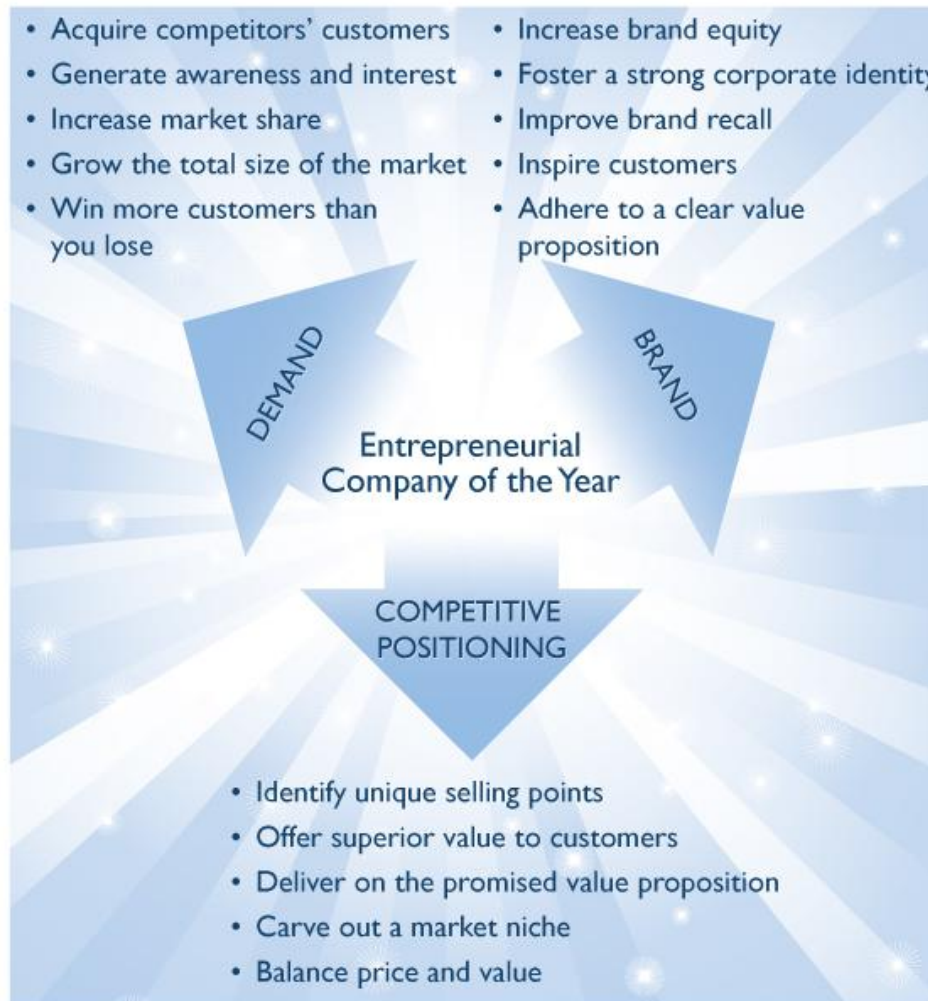 • Acquire competitors' customers
• Generate awareness and interest
• Increase market share
• Grow the total size of the market
• Win more customers than
you lose
• Increase brand equity
• Foster a strong corporate identity
• Improve brand recall
• Inspire customers
• Adhere to a clear value
proposition
DEMAND
BRAND
Entrepreneurial
Company of the Year
COMPETITIVE
POSITIONING
• Identify unique selling points
• Offer superior value to customers
• Deliver on the promised value proposition
• Carve out a market niche
• Balance price and value